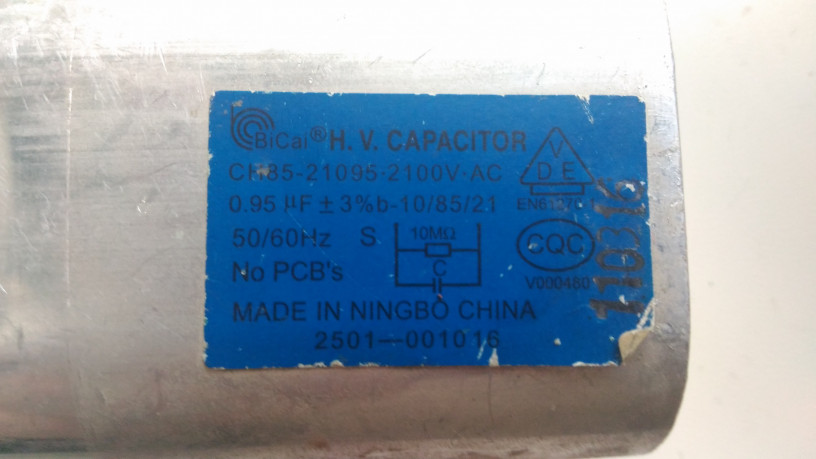 BiCai® H.V. CAPACITOR
CH85-21095·2100V·AC
VDE
0.95 µF ± 3%b-10/85/21
50/60Hz S
10MΩ
C
CQC
No PCB's
V000480
MADE IN NINGBO CHINA
2501—001016
110316